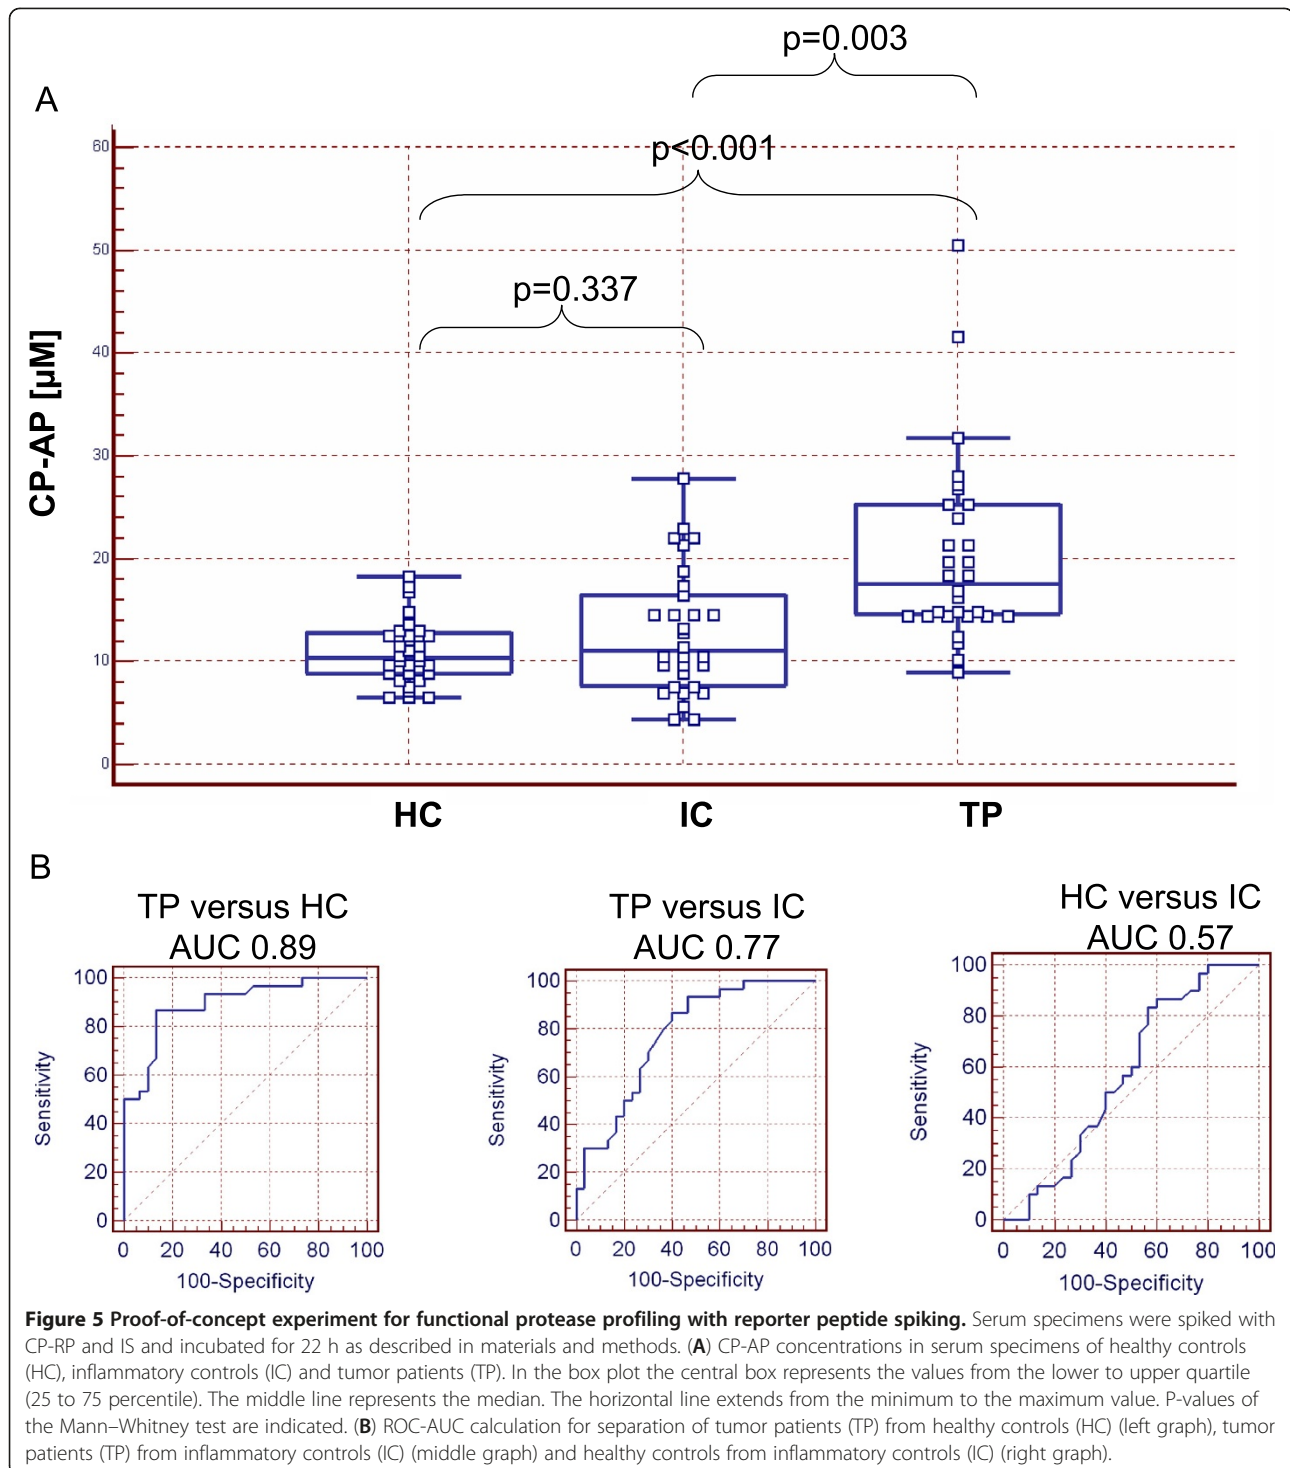 p=0.003
A
p<0.001
p=0.337
60
50
40
30
20
10
0
CP-AP [µM]
HC IC TP
B
TP versus HC
AUC 0.89
100
80
60
40
20
0
Sensitivity
0 20 40 60 80 100
100-Specificity
TP versus IC
AUC 0.77
100
80
60
40
20
0
Sensitivity
0 20 40 60 80 100
100-Specificity
HC versus IC
AUC 0.57
100
80
60
40
20
0
Sensitivity
0 20 40 60 80 100
100-Specificity
Figure 5 Proof-of-concept experiment for functional protease profiling with reporter peptide spiking. Serum specimens were spiked with
CP-RP and IS and incubated for 22 h as described in materials and methods. (A) CP-AP concentrations in serum specimens of healthy controls
(HC), inflammatory controls (IC) and tumor patients (TP). In the box plot the central box represents the values from the lower to upper quartile
(25 to 75 percentile). The middle line represents the median. The horizontal line extends from the minimum to the maximum value. P-values of
the Mann–Whitney test are indicated. (B) ROC-AUC calculation for separation of tumor patients (TP) from healthy controls (HC) (left graph), tumor
patients (TP) from inflammatory controls (IC) (middle graph) and healthy controls from inflammatory controls (IC) (right graph).